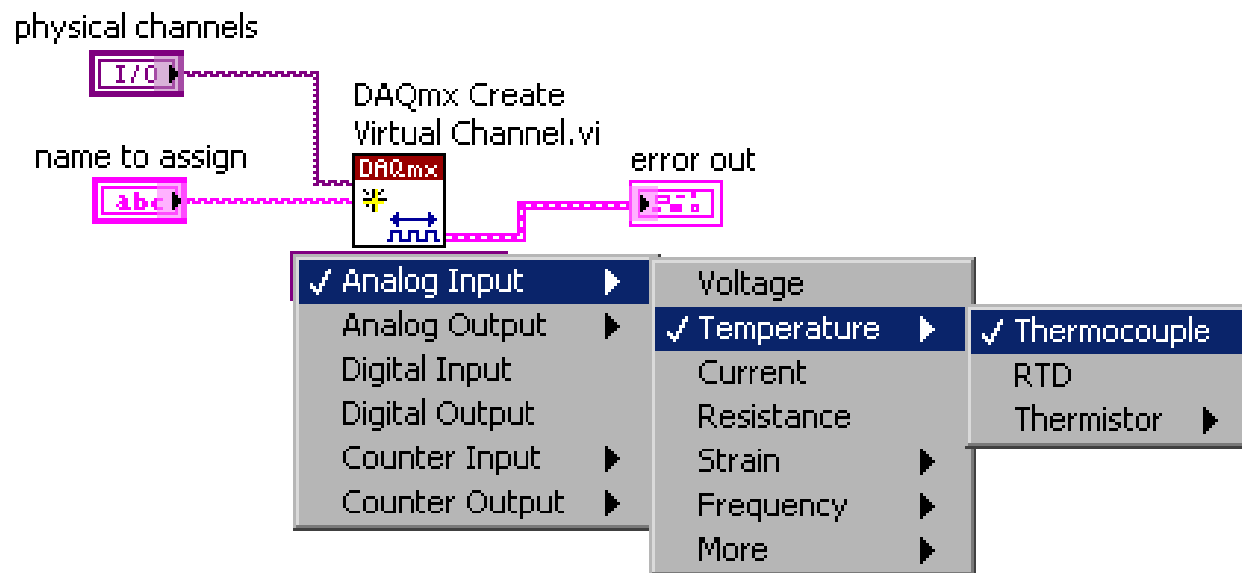 physical channels
I/O
DAQmx Create
Virtual Channel.vi
name to assign
abc
DAQmx
error out
Analog Input
Analog Output
Digital Input
Digital Output
Counter Input
Counter Output
Voltage
Temperature
Current
Resistance
Strain
Frequency
More
Thermocouple
RTD
Thermistor